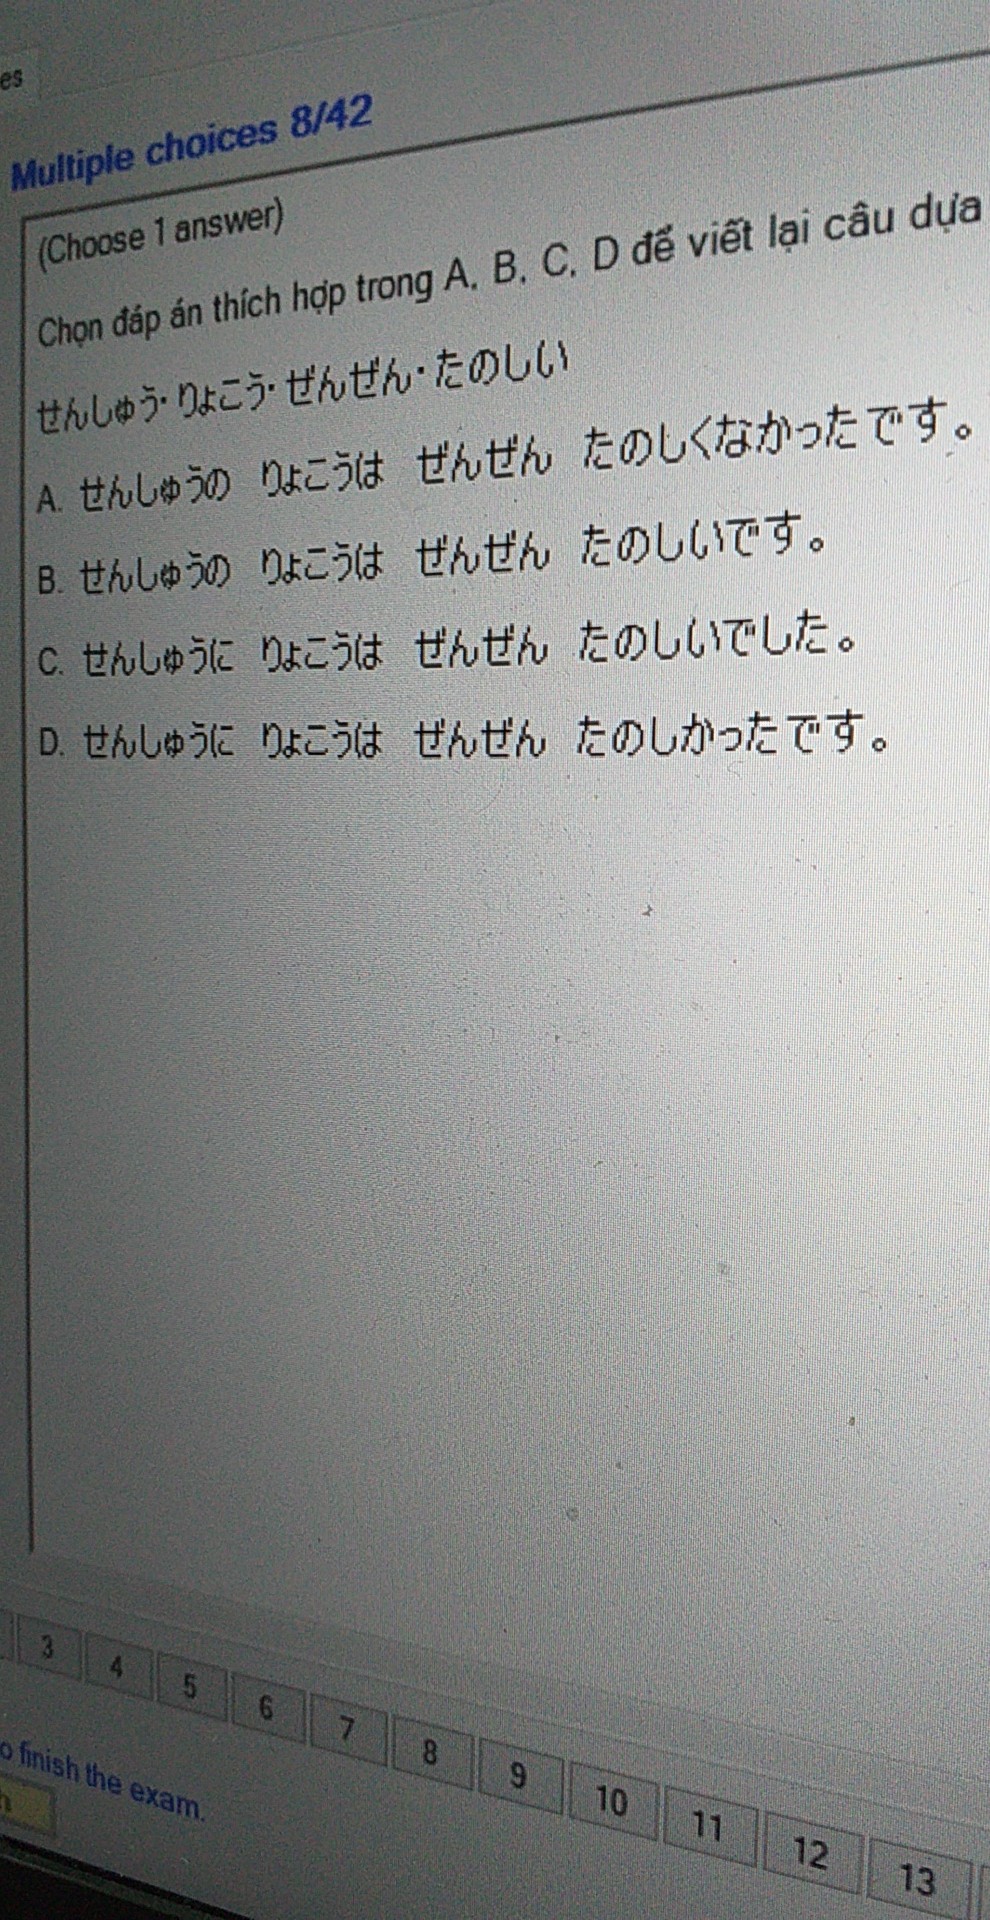 es
Multiple choices 8/42
(Choose 1 answer)
Chọn đáp án thích hợp trong A, B, C, D để viết lại câu dựa
せんしゅう・りょこう・ぜんぜん・たのしい
A. せんしゅうの りょこうは ぜんぜん たのしくなかったです。
B. せんしゅうの りょこうは ぜんぜん たのしいです。
C. せんしゅうに りょこうは ぜんぜん たのしいでした。
D. せんしゅうに りょこうは ぜんぜん たのしかったです。
3 4 5 6 7 8 9 10 11 12 13
o finish the exam.
h